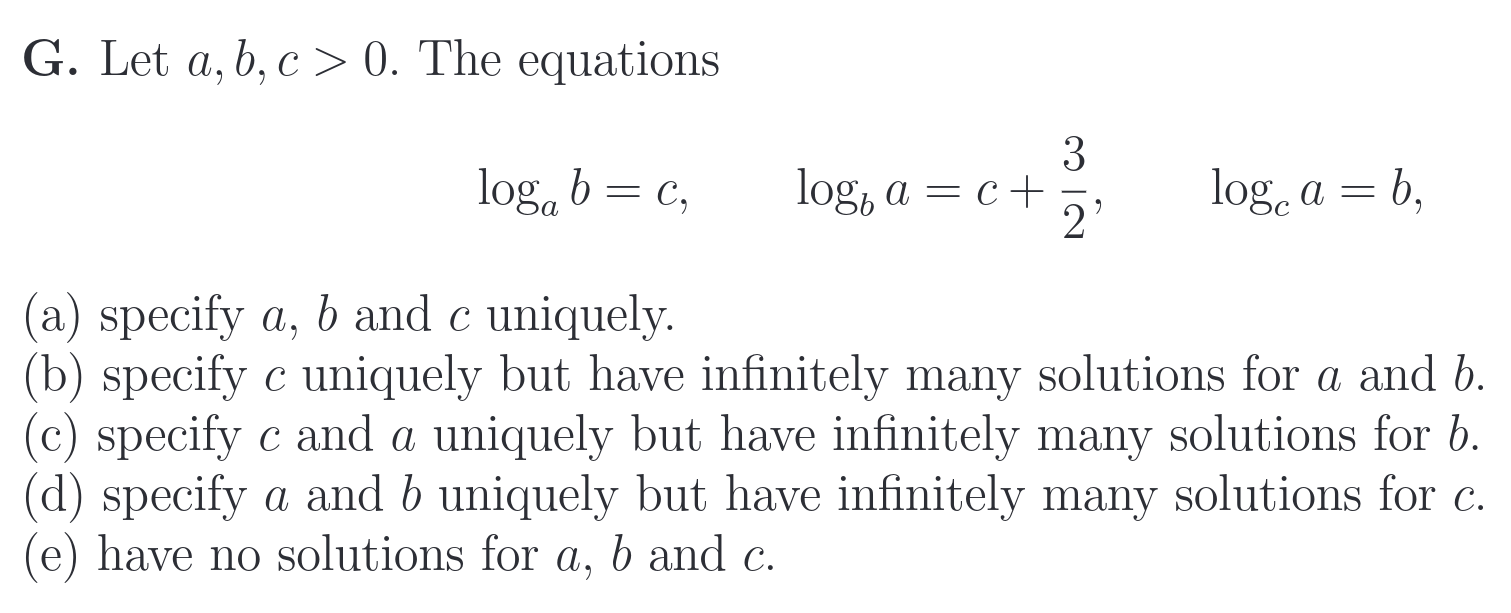 G. Let a, b, c > 0. The equations
log_a b = c, log_b a = c + 3/2, log_c a = b,
(a) specify a, b and c uniquely.
(b) specify c uniquely but have infinitely many solutions for a and b.
(c) specify c and a uniquely but have infinitely many solutions for b.
(d) specify a and b uniquely but have infinitely many solutions for c.
(e) have no solutions for a, b and c.